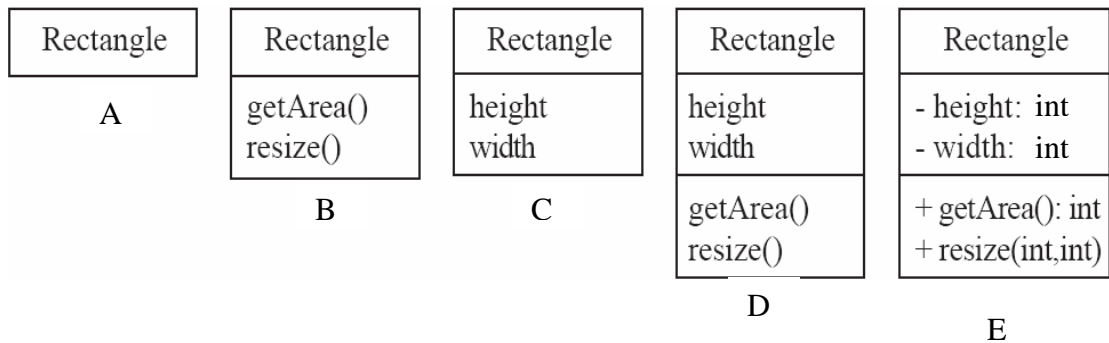 Rectangle
A
Rectangle
getArea()
resize()
B
Rectangle
height
width
C
Rectangle
height
width
getArea()
resize()
D
Rectangle
- height: int
- width: int
+ getArea(): int
+ resize(int,int)
E